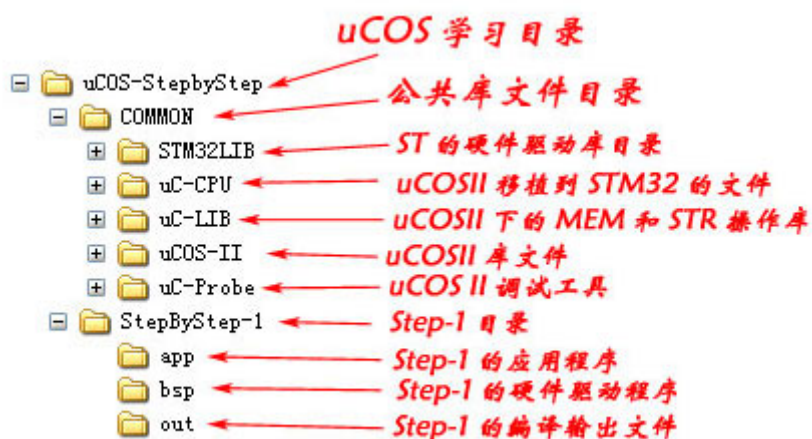 uCOS 学习目录
uCOS-StepbyStep
公共库文件目录
COMMON
STM32LIB ST 的硬件驱动库目录
uC-CPU uCOSII 移植到 STM32 的文件
uC-LIB uCOSII 下的 MEM 和 STR 操作库
uCOS-II uCOSII 库文件
uC-Probe uCOS II 调试工具
StepByStep-1 Step-1 目录
app Step-1 的应用程序
bsp Step-1 的硬件驱动程序
out Step-1 的编译输出文件